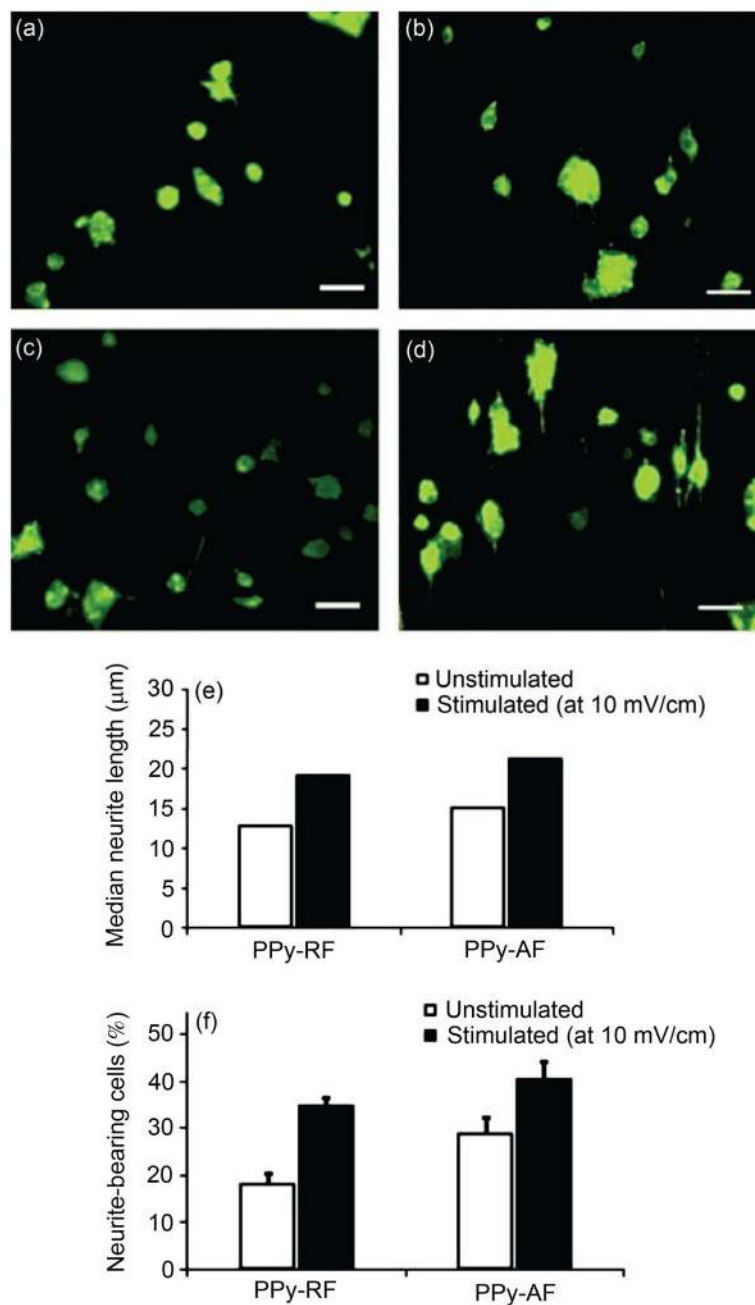 (a)
(b)
(c)
(d)
(e)
Unstimulated
Stimulated (at 10 mV/cm)
Median neurite length (μm)
30
25
20
15
10
5
0
PPy-RF
PPy-AF
(f)
Unstimulated
Stimulated (at 10 mV/cm)
Neurite-bearing cells (%)
50
40
30
20
10
0
PPy-RF
PPy-AF